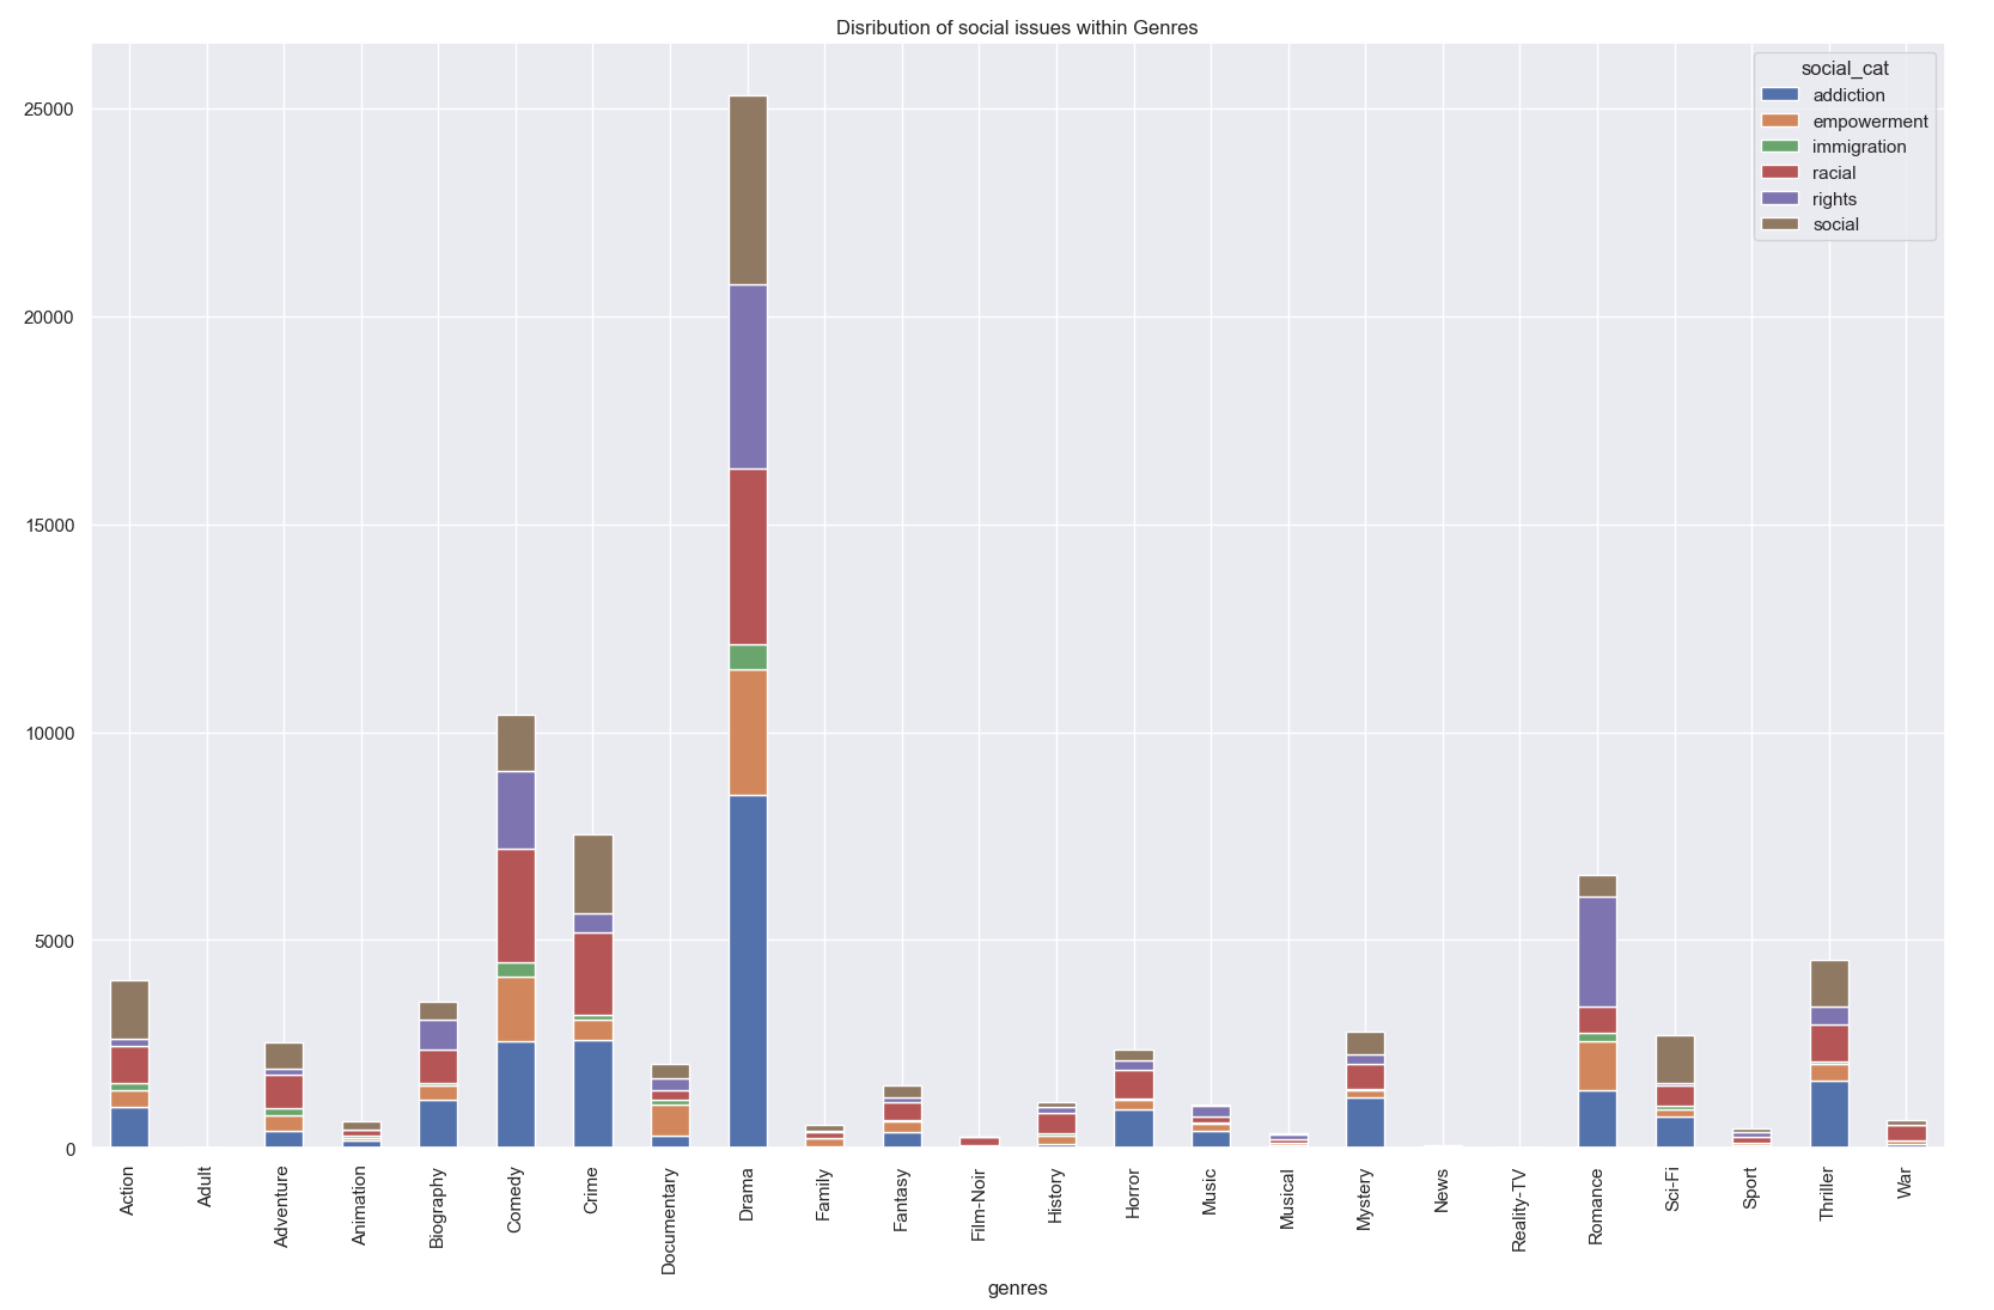 Disribution of social issues within Genres
social_cat
addiction
empowerment
immigration
racial
rights
social
25000
20000
15000
10000
5000
0
Action
Adult
Adventure
Animation
Biography
Comedy
Crime
Documentary
Drama
Family
Fantasy
Film-Noir
History
Horror
Music
Musical
Mystery
News
Reality-TV
Romance
Sci-Fi
Sport
Thriller
War
genres